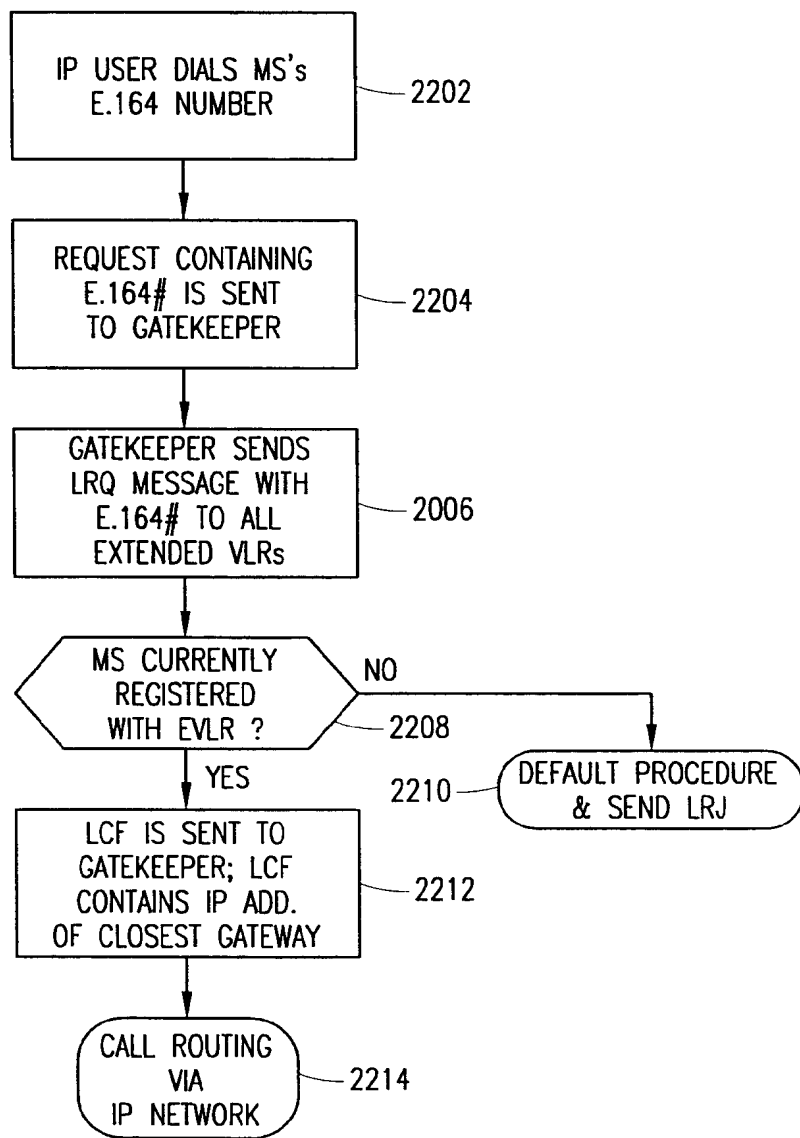 IP USER DIALS MS's
E.164 NUMBER
2202
REQUEST CONTAINING
E.164# IS SENT
TO GATEKEEPER
2204
GATEKEEPER SENDS
LRQ MESSAGE WITH
E.164# TO ALL
EXTENDED VLRs
2006
MS CURRENTLY
REGISTERED
WITH EVLR ?
2208
NO
YES
2210
DEFAULT PROCEDURE
& SEND LRJ
LCF IS SENT TO
GATEKEEPER; LCF
CONTAINS IP ADD.
OF CLOSEST GATEWAY
2212
CALL ROUTING
VIA
IP NETWORK
2214